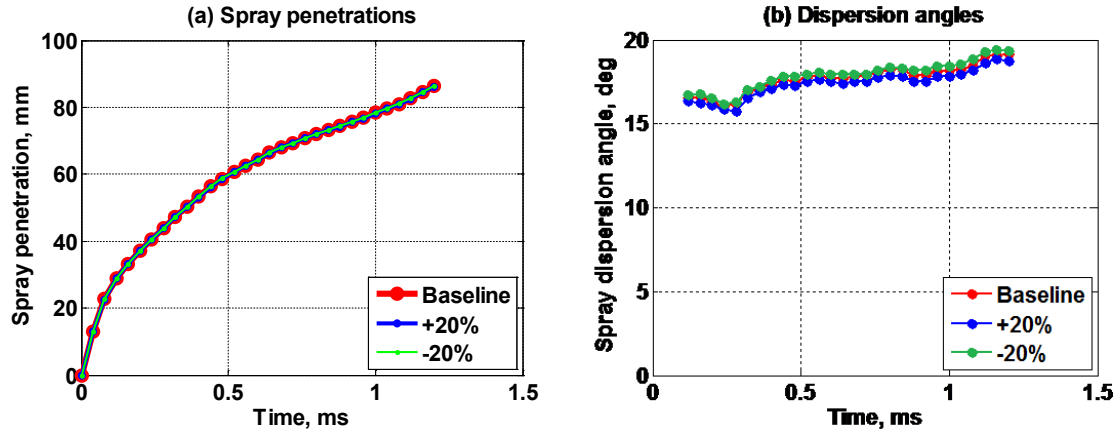 (a) Spray penetrations
100
80
60
40
20
0
0
0.5
1
1.5
Spray penetration, mm
Time, ms
Baseline
+20%
-20%
(b) Dispersion angles
20
15
10
5
0
0
0.5
1
1.5
Spray dispersion angle, deg
Time, ms
Baseline
+20%
-20%